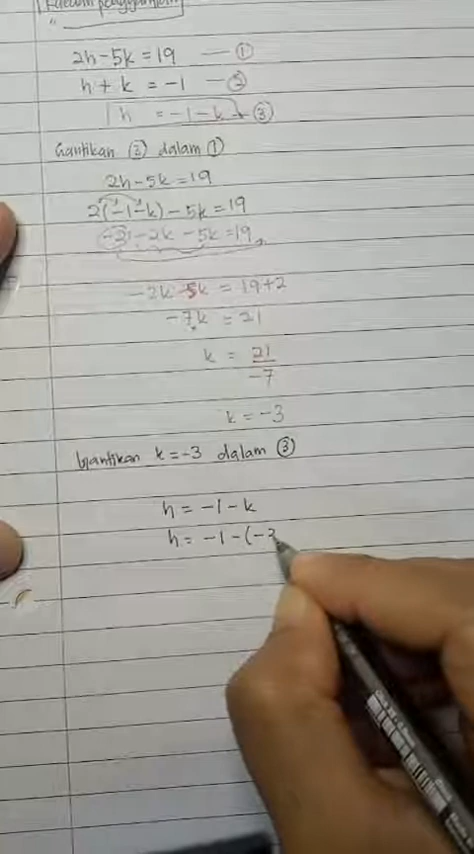 2h - 5k = 19 — ①
h + k = -1 — ②
h = -1 - k — ③
Gantikan ③ dalam ①
2h - 5k = 19
2(-1 - k) - 5k = 19
-2 - 2k - 5k = 19
-2k - 5k = 19 + 2
-7k = 21
k = 21/-7
k = -3
Gantikan k = -3 dalam ③
h = -1 - k
h = -1 - (-3